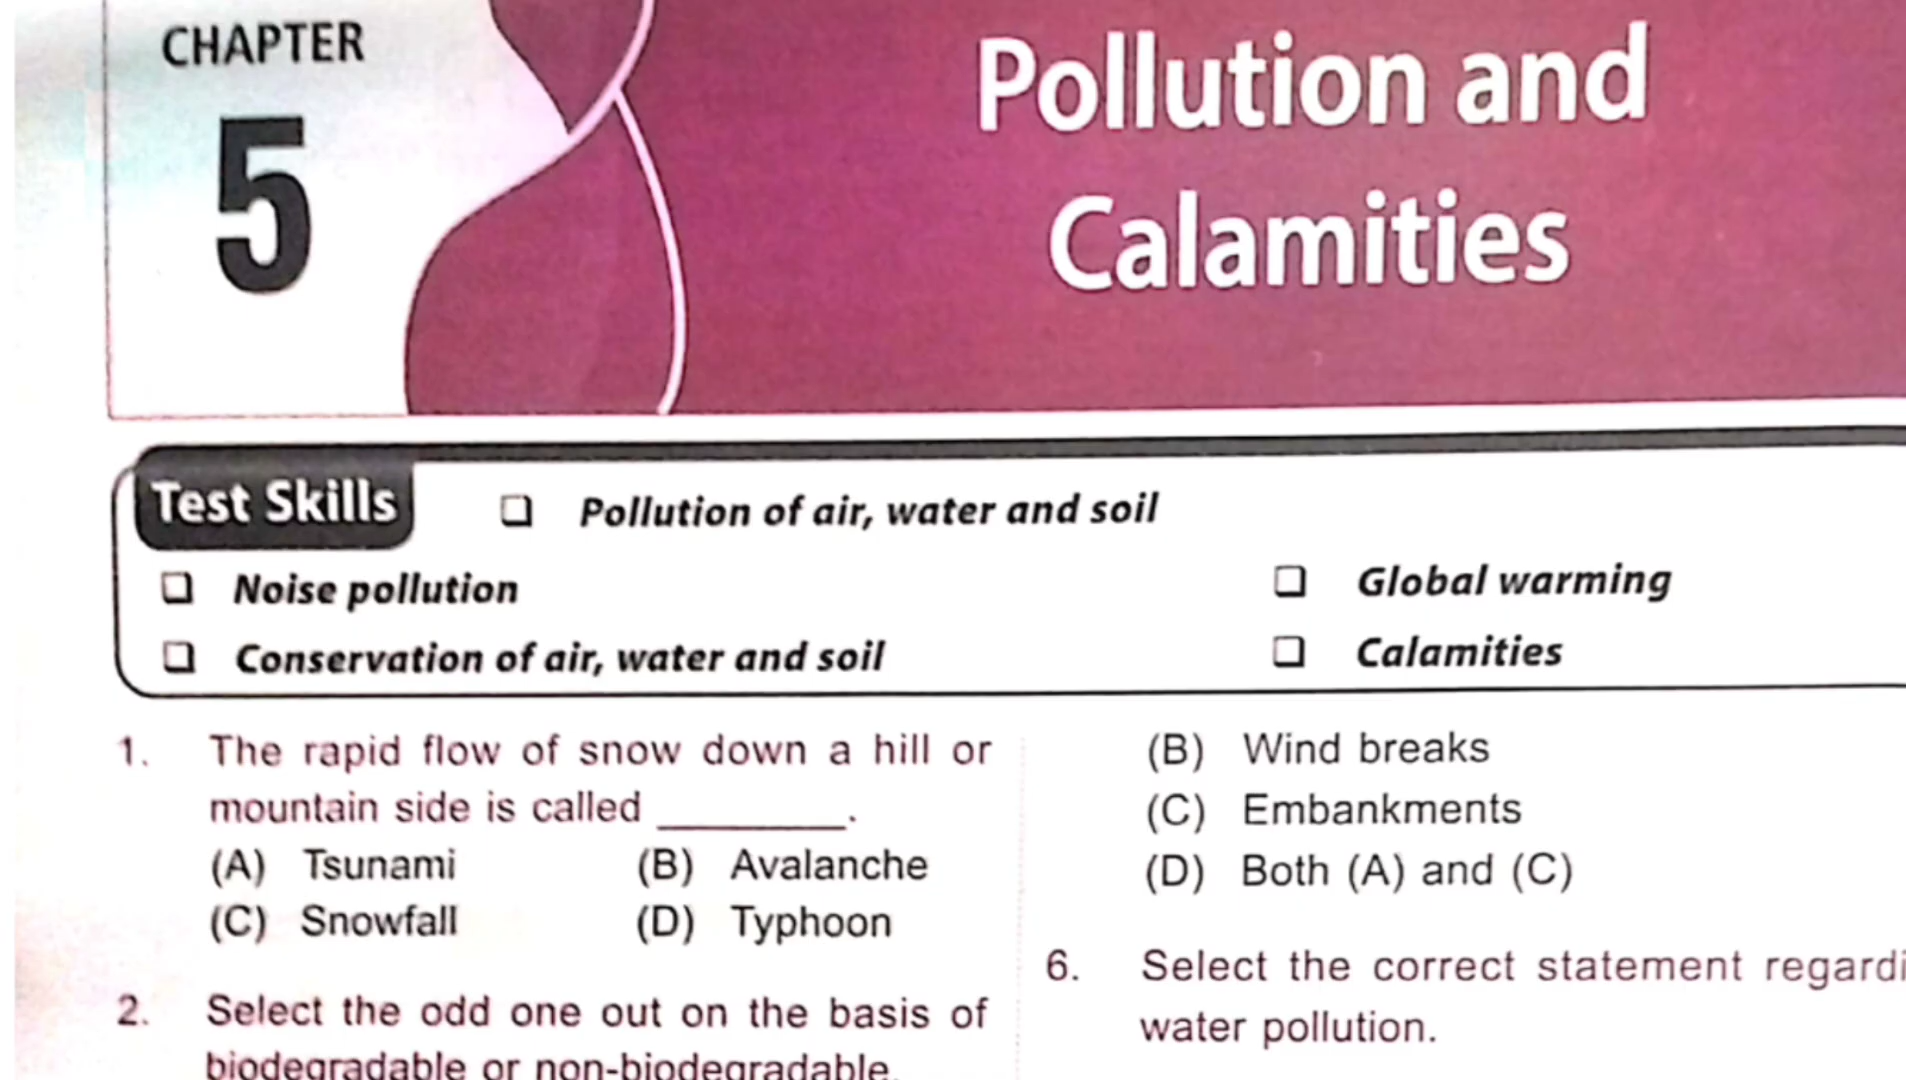 CHAPTER
5
Pollution and
Calamities
Test Skills
❑ Pollution of air, water and soil
❑ Noise pollution
❑ Global warming
❑ Conservation of air, water and soil
❑ Calamities
1. The rapid flow of snow down a hill or
mountain side is called ________.
(A) Tsunami (B) Avalanche
(C) Snowfall (D) Typhoon
2. Select the odd one out on the basis of
biodegradable or non-biodegradable.
(B) Wind breaks
(C) Embankments
(D) Both (A) and (C)
6. Select the correct statement
water pollution.